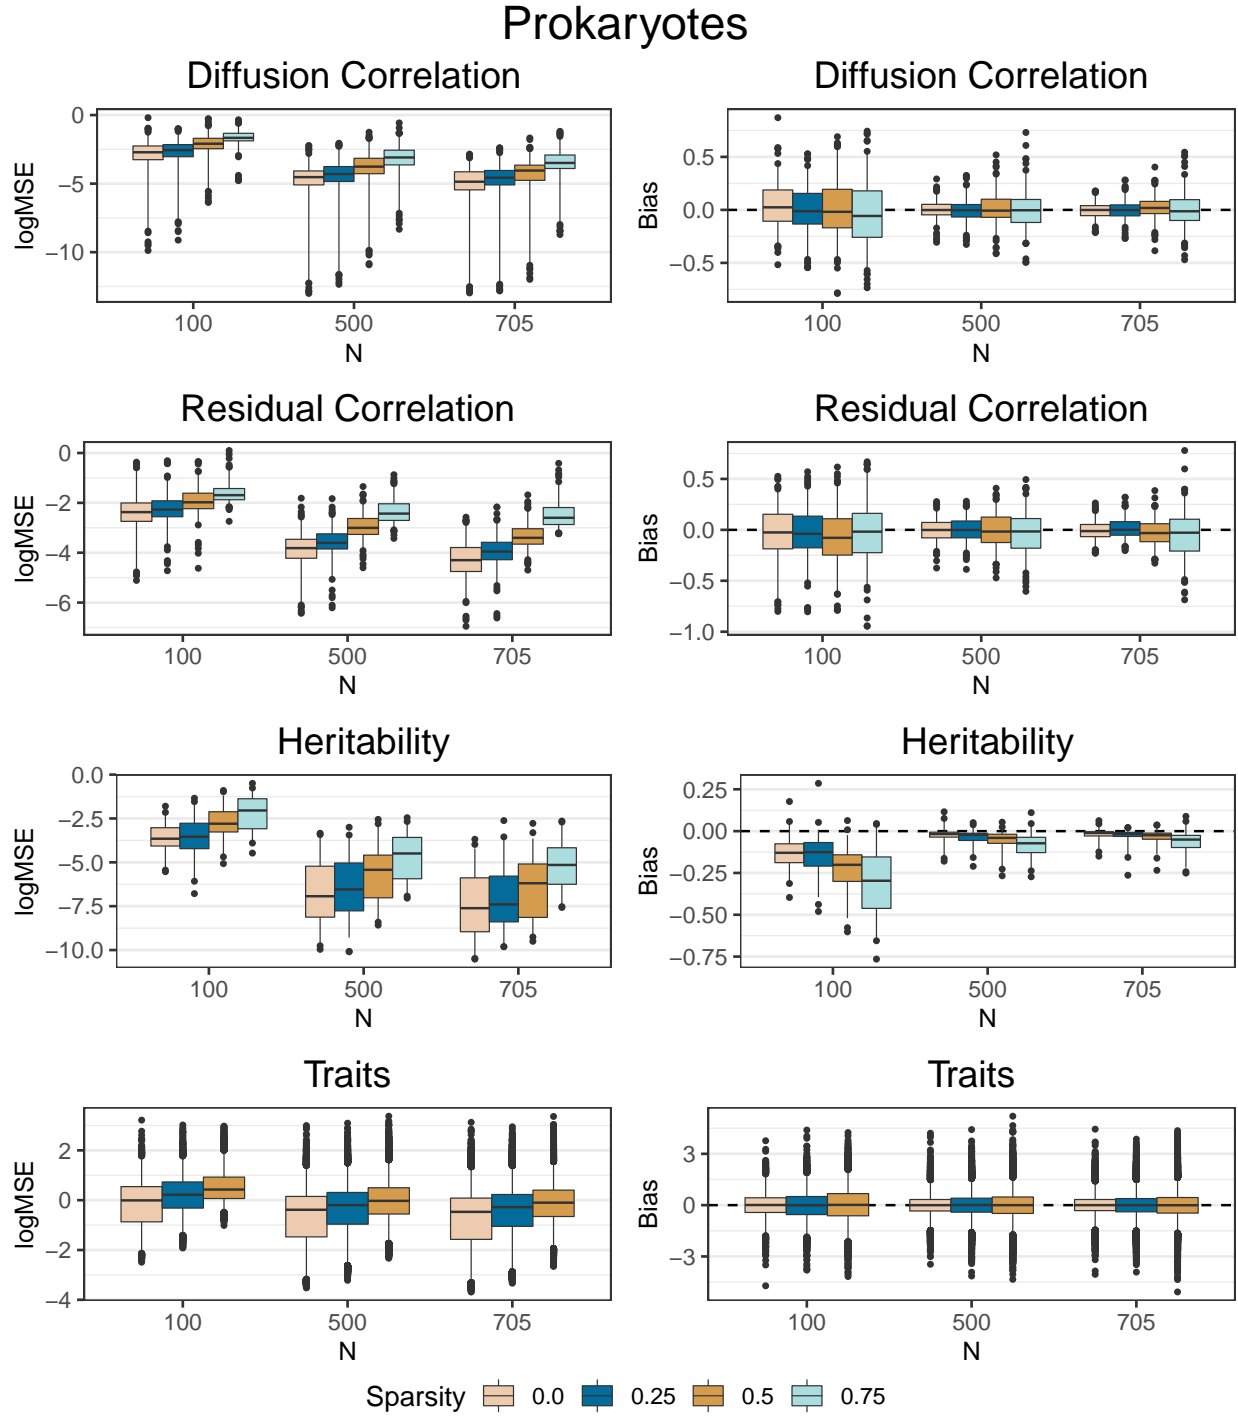 Prokaryotes
Diffusion Correlation
Diffusion Correlation
logMSE
0
−5
−10
100
500
705
N
Bias
0.5
0.0
−0.5
100
500
705
N
Residual Correlation
Residual Correlation
logMSE
0
−2
−4
−6
100
500
705
N
Bias
0.5
0.0
−0.5
−1.0
100
500
705
N
Heritability
Heritability
logMSE
0.0
−2.5
−5.0
−7.5
−10.0
100
500
705
N
Bias
0.25
0.00
−0.25
−0.50
−0.75
100
500
705
N
Traits
Traits
logMSE
2
0
−2
−4
100
500
705
N
Bias
3
0
−3
100
500
705
N
Sparsity 0.0 0.25 0.5 0.75